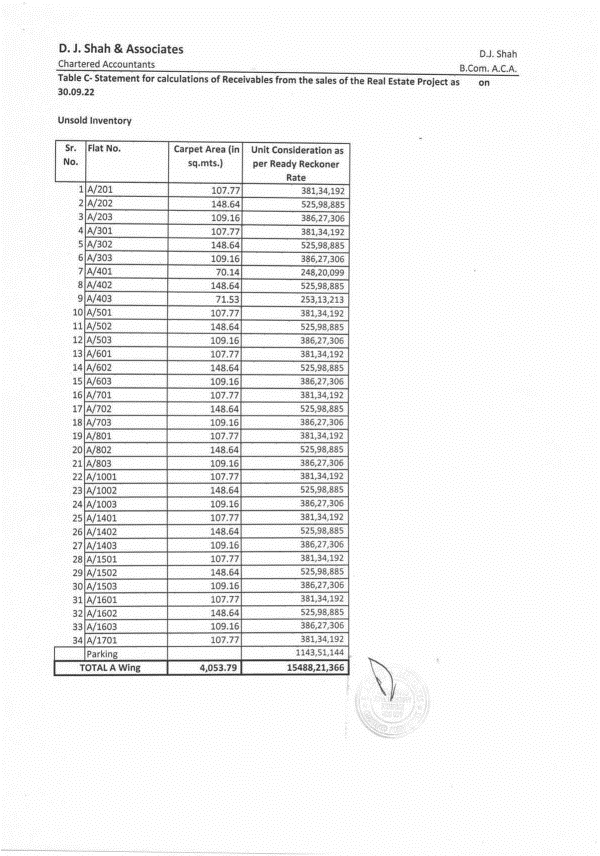 D. J. Shah & Associates
D.J. Shah
Chartered Accountants
B.Com. A.C.A.
Table C- Statement for calculations of Receivables from the sales of the Real Estate Project as on
30.09.22
Unsold Inventory
Sr. No. Flat No. Carpet Area (in sq.mts.) Unit Consideration as per Ready Reckoner Rate
1 A/201 107.77 381,34,192
2 A/202 148.64 525,98,885
3 A/203 109.16 386,27,306
4 A/301 107.77 381,34,192
5 A/302 148.64 525,98,885
6 A/303 109.16 386,27,306
7 A/401 70.14 248,20,099
8 A/402 148.64 525,98,885
9 A/403 71.53 253,13,213
10 A/501 107.77 381,34,192
11 A/502 148.64 525,98,885
12 A/503 109.16 386,27,306
13 A/601 107.77 381,34,192
14 A/602 148.64 525,98,885
15 A/603 109.16 386,27,306
16 A/701 107.77 381,34,192
17 A/702 148.64 525,98,885
18 A/703 109.16 386,27,306
19 A/801 107.77 381,34,192
20 A/802 148.64 525,98,885
21 A/803 109.16 386,27,306
22 A/1001 107.77 381,34,192
23 A/1002 148.64 525,98,885
24 A/1003 109.16 386,27,306
25 A/1401 107.77 381,34,192
26 A/1402 148.64 525,98,885
27 A/1403 109.16 386,27,306
28 A/1501 107.77 381,34,192
29 A/1502 148.64 525,98,885
30 A/1503 109.16 386,27,306
31 A/1601 107.77 381,34,192
32 A/1602 148.64 525,98,885
33 A/1603 109.16 386,27,306
34 A/1701 107.77 381,34,192
Parking 1143,51,144
TOTAL A Wing 4,053.79 15488,21,366